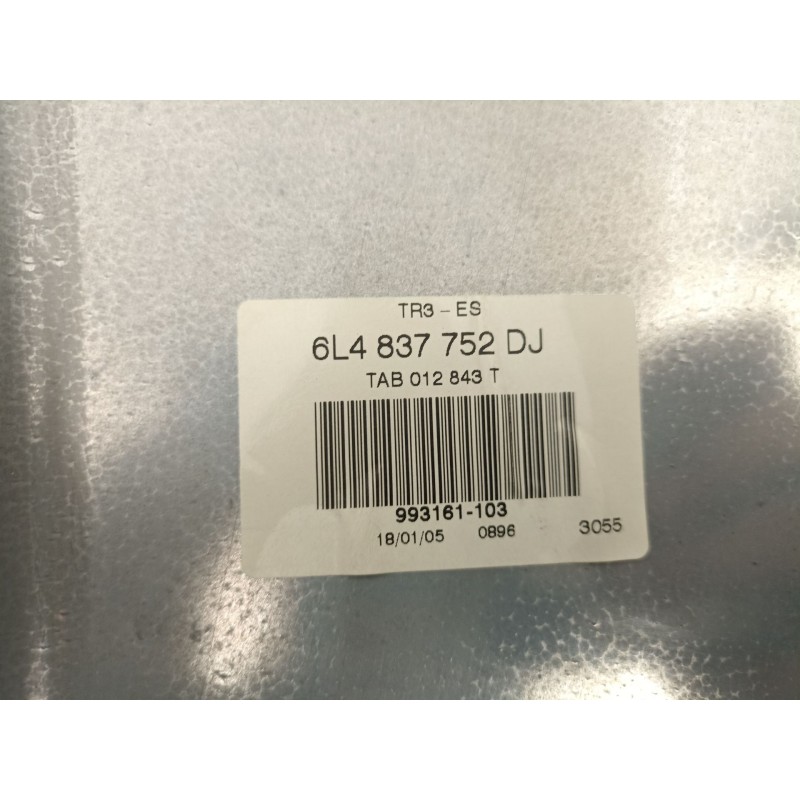 TR3 - ES
6L4 837 752 DJ
TAB 012 843 T
993161-103
18/01/05 0896 3055